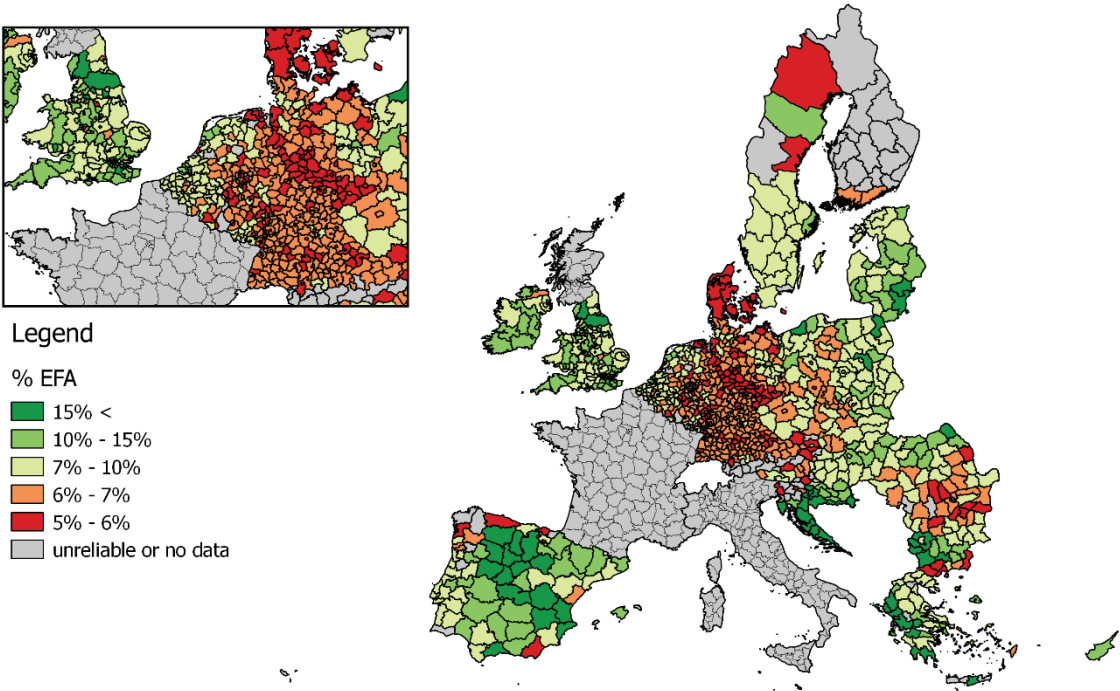 Legend
% EFA
15% <
10% - 15%
7% - 10%
6% - 7%
5% - 6%
unreliable or no data